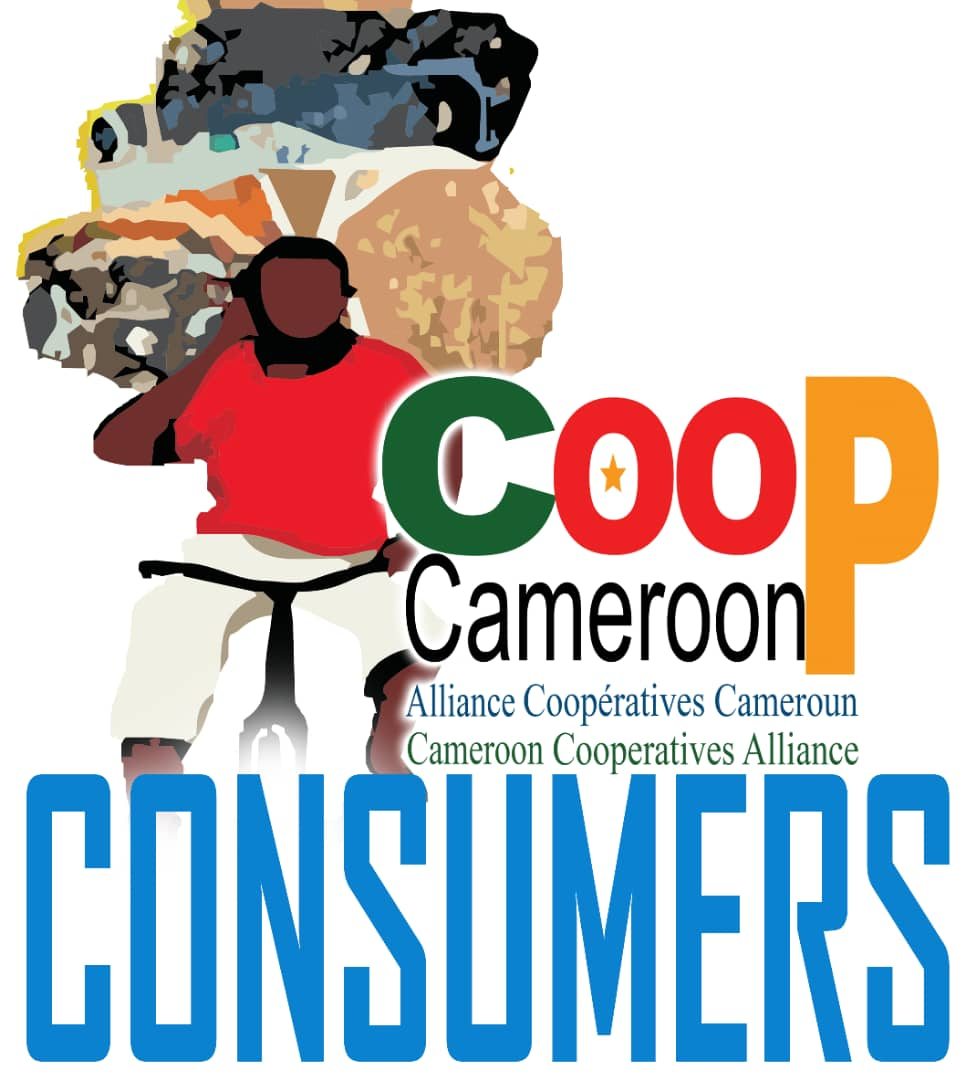 COOP
Cameroon
Alliance Coopératives Cameroun
Cameroon Cooperatives Alliance
CONSUMERS